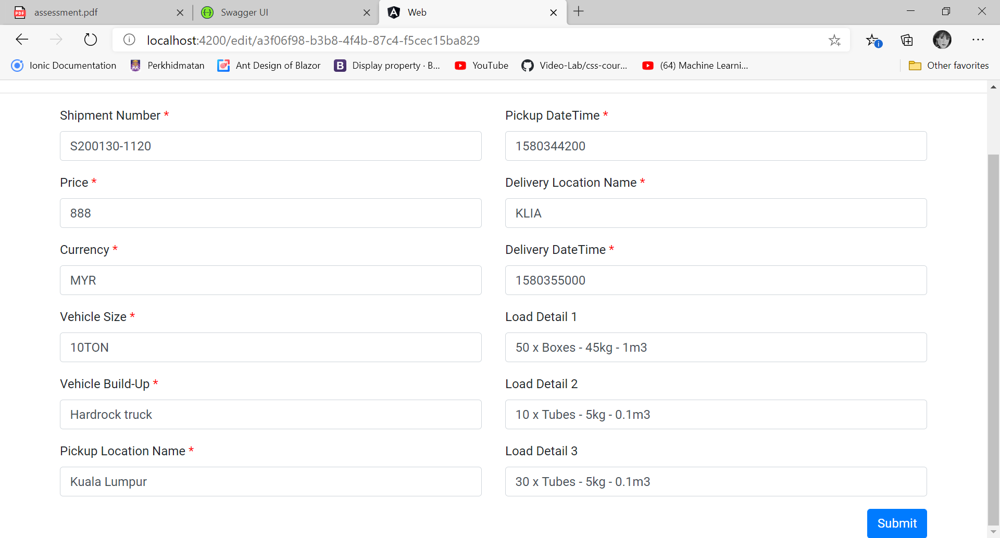 assessment.pdf
Swagger UI
Web
localhost:4200/edit/a3f06f98-b3b8-4f4b-87c4-f5cec15ba829
Ionic Documentation
Perkhidmatan
Ant Design of Blazor
B
Display property · B...
YouTube
Video-Lab/css-cour...
(64) Machine Learni...
Other favorites
Shipment Number *
S200130-1120
Price *
888
Currency *
MYR
Vehicle Size *
10TON
Vehicle Build-Up *
Hardrock truck
Pickup Location Name *
Kuala Lumpur
Pickup DateTime *
1580344200
Delivery Location Name *
KLIA
Delivery DateTime *
1580355000
Load Detail 1
50 x Boxes - 45kg - 1m3
Load Detail 2
10 x Tubes - 5kg - 0.1m3
Load Detail 3
30 x Tubes - 5kg - 0.1m3
Submit